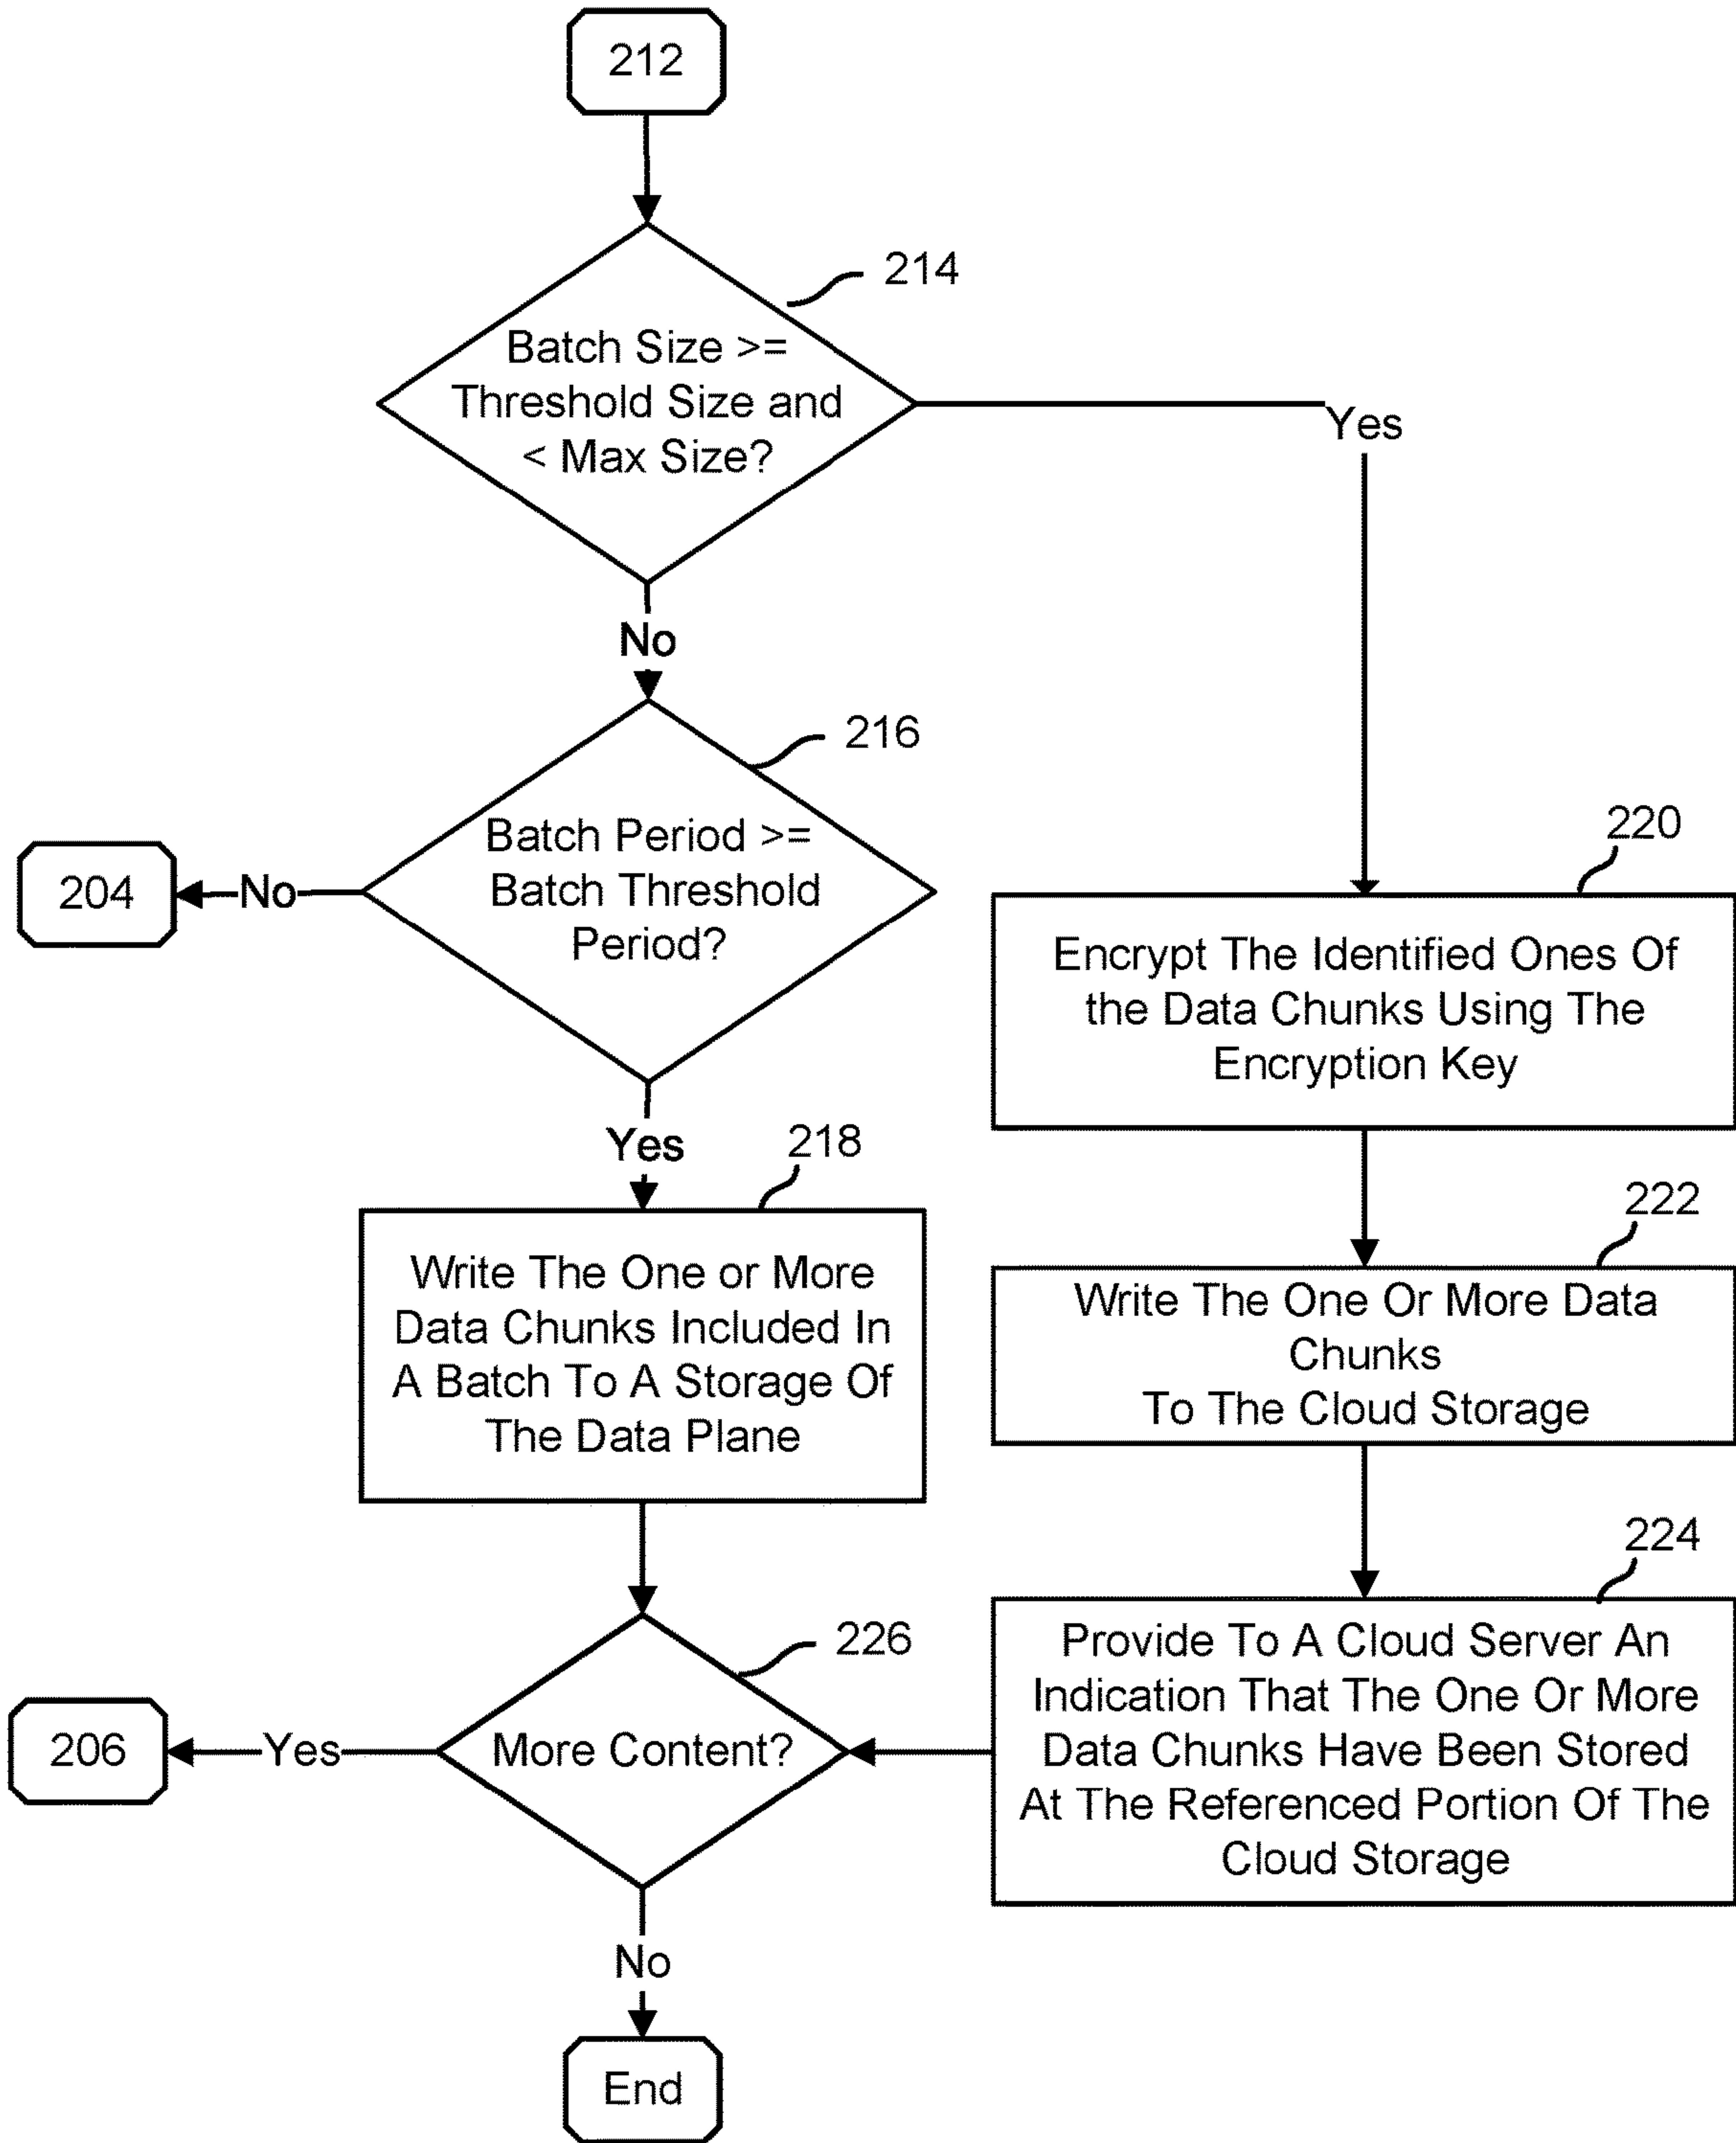 212
214
Batch Size >=
Threshold Size and
< Max Size?
Yes
No
216
Batch Period >=
Batch Threshold
Period?
No
204
220
Encrypt The Identified Ones Of
the Data Chunks Using The
Encryption Key
Yes
218
Write The One or More
Data Chunks Included In
A Batch To A Storage Of
The Data Plane
222
Write The One Or More Data
Chunks
To The Cloud Storage
224
Provide To A Cloud Server An
Indication That The One Or More
Data Chunks Have Been Stored
At The Referenced Portion Of The
Cloud Storage
226
More Content?
Yes
206
No
End